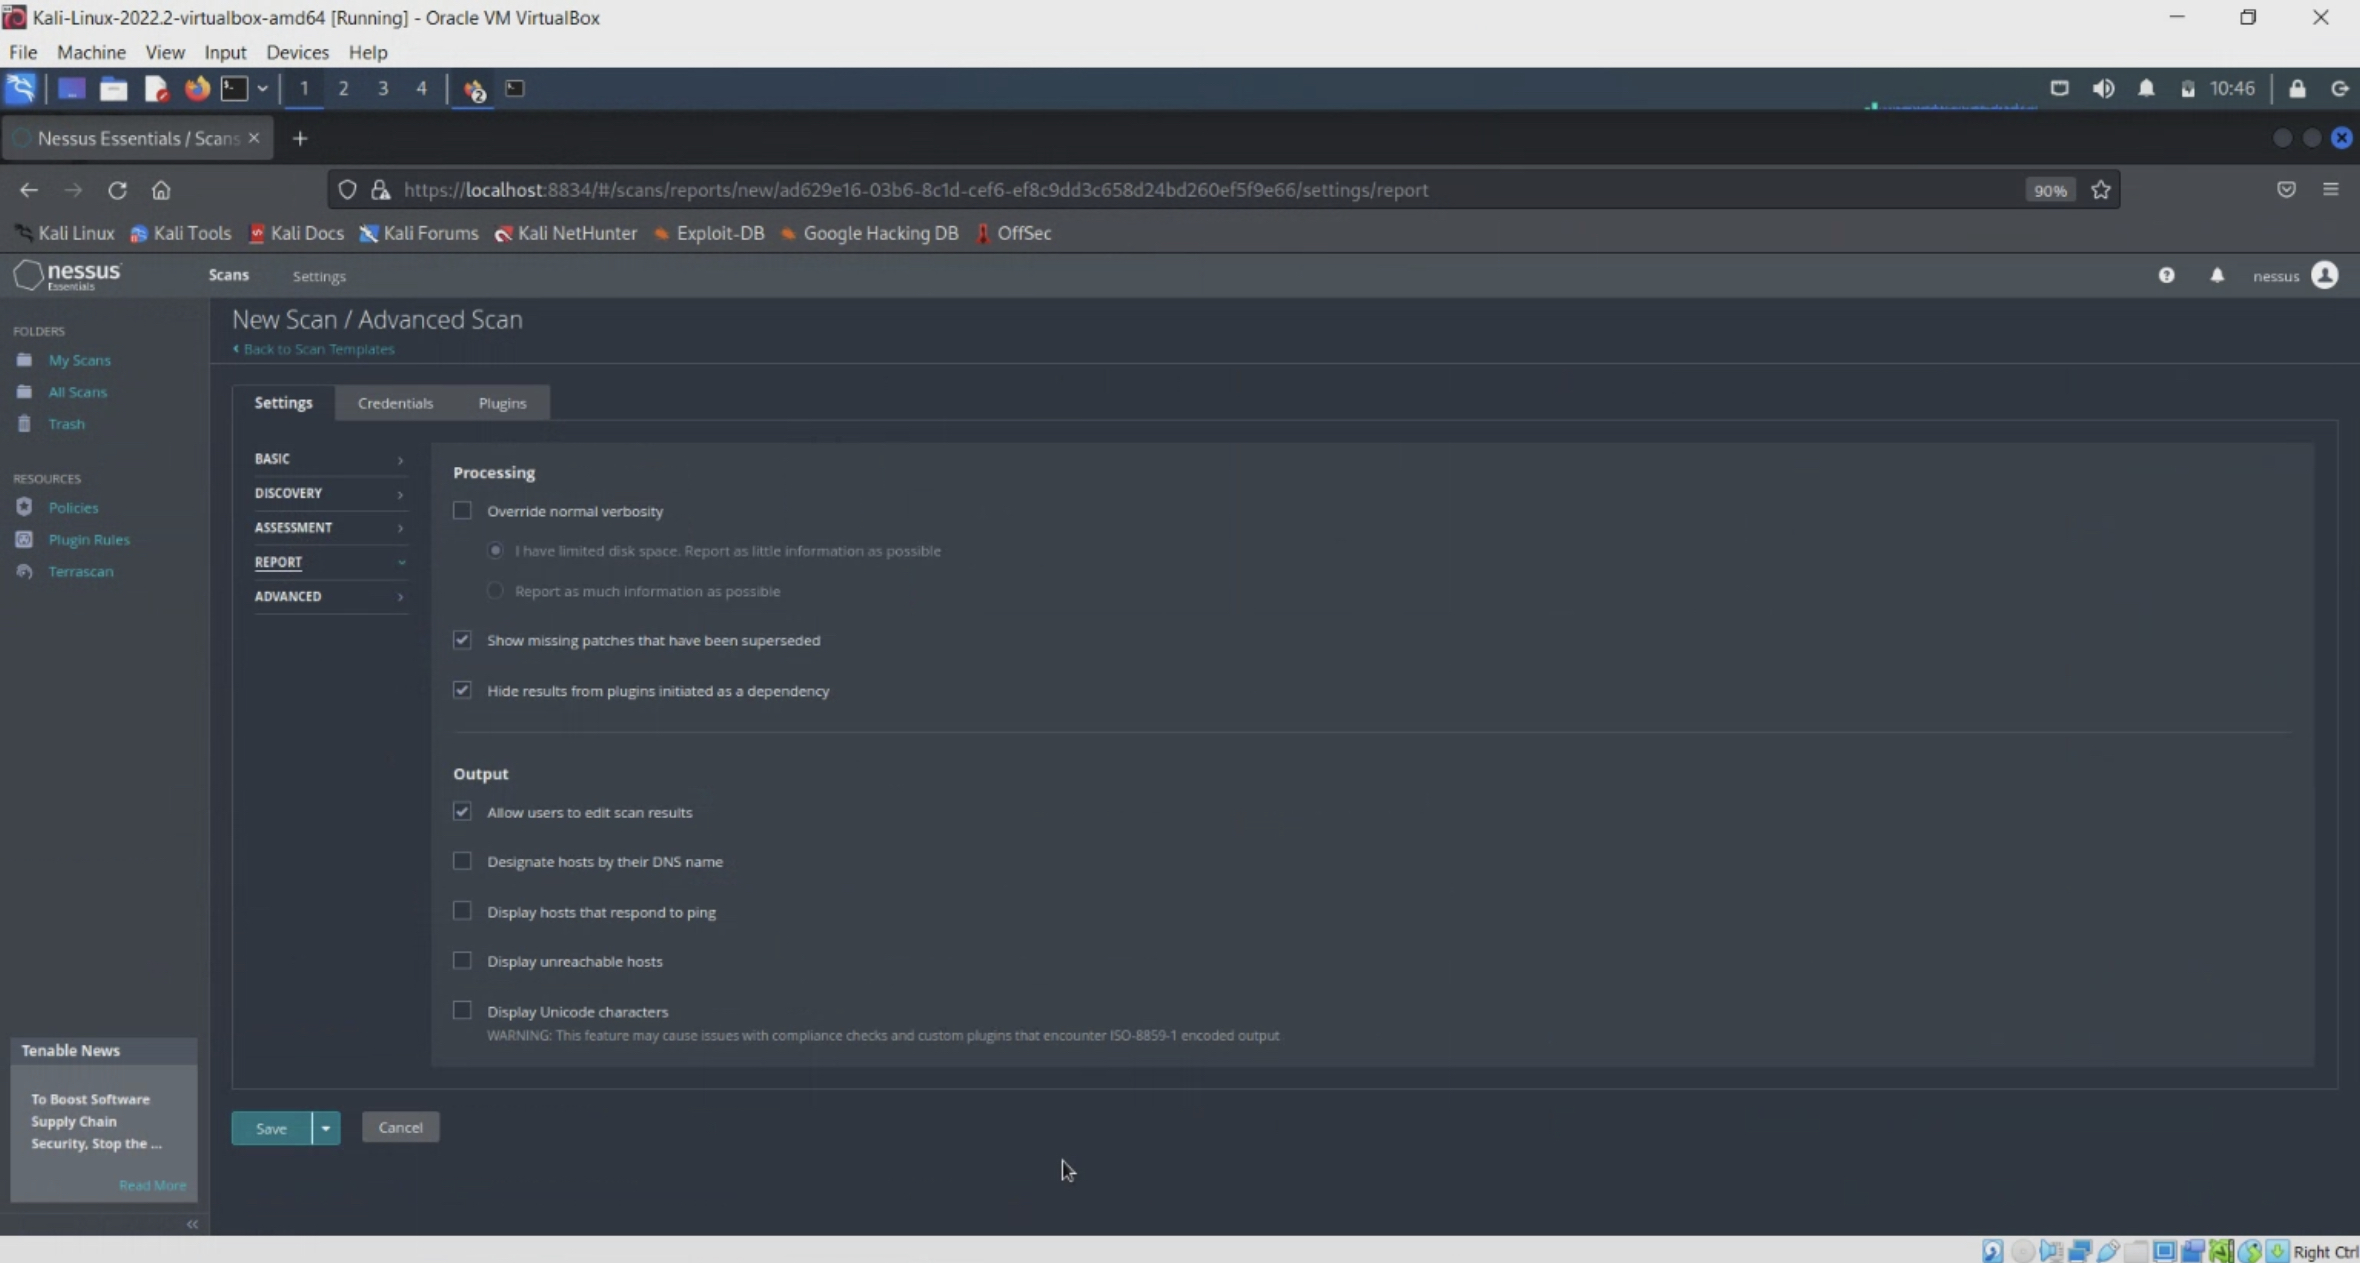 Kali-Linux-2022.2-virtualbox-amd64 [Running] - Oracle VM VirtualBox
File Machine View Input Devices Help
1 2 3 4 2 10:46
Nessus Essentials / Scans
https://localhost:8834/#/scans/reports/new/ad629e16-03b6-8c1d-cef6-ef8c9dd3c658d24bd260ef5f9e66/settings/report 90%
Kali Linux Kali Tools Kali Docs Kali Forums Kali NetHunter Exploit-DB Google Hacking DB OffSec
nessus Essentials Scans Settings nessus
New Scan / Advanced Scan
Back to Scan Templates
FOLDERS
My Scans
All Scans
Trash
RESOURCES
Policies
Plugin Rules
Terrascan
Settings Credentials Plugins
BASIC
DISCOVERY
ASSESSMENT
REPORT
ADVANCED
Processing
Override normal verbosity
I have limited disk space. Report as little information as possible
Report as much information as possible
Show missing patches that have been superseded
Hide results from plugins initiated as a dependency
Output
Allow users to edit scan results
Designate hosts by their DNS name
Display hosts that respond to ping
Display unreachable hosts
Display Unicode characters
WARNING: This feature may cause issues with compliance checks and custom plugins that encounter ISO-8859-1 encoded output
Save Cancel
Tenable News
To Boost Software
Supply Chain
Security, Stop the ...
Read More
Right Ctrl